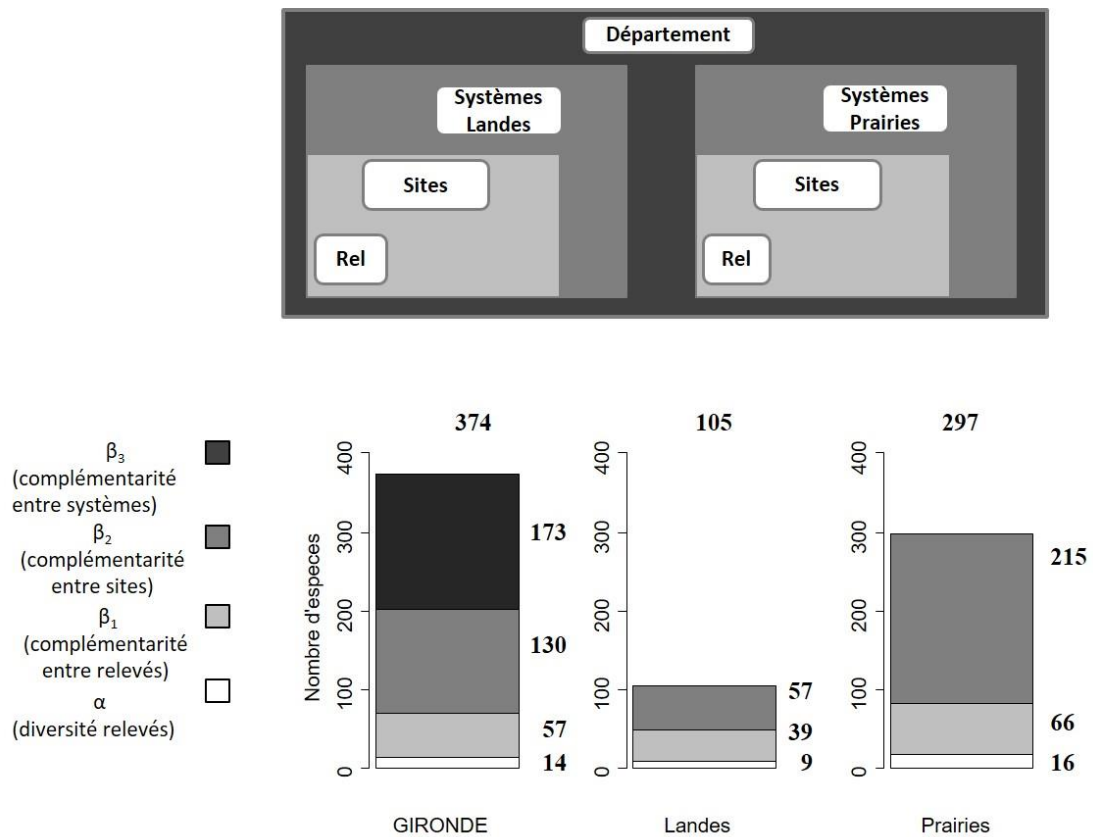 Département
Systèmes
Landes
Systèmes
Prairies
Sites
Sites
Rel
Rel
β3
(complémentarité
entre systèmes)
β2
(complémentarité
entre sites)
β1
(complémentarité
entre relevés)
α
(diversité relevés)
374
Nombre d'especes
400
300
200
100
0
173
130
57
14
GIRONDE
105
400
300
200
100
0
57
39
9
Landes
297
400
300
200
100
0
215
66
16
Prairies